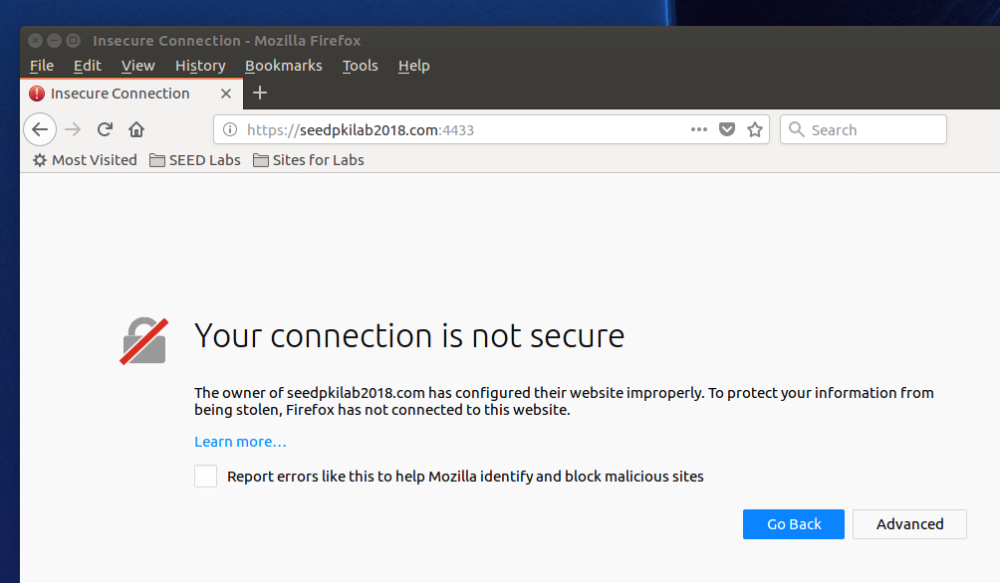 Insecure Connection - Mozilla Firefox
File Edit View History Bookmarks Tools Help
Insecure Connection
https://seedpkilab2018.com:4433 Search
Most Visited SEED Labs Sites for Labs
Your connection is not secure
The owner of seedpkilab2018.com has configured their website improperly. To protect your information from
being stolen, Firefox has not connected to this website.
Learn more…
Report errors like this to help Mozilla identify and block malicious sites
Go Back Advanced